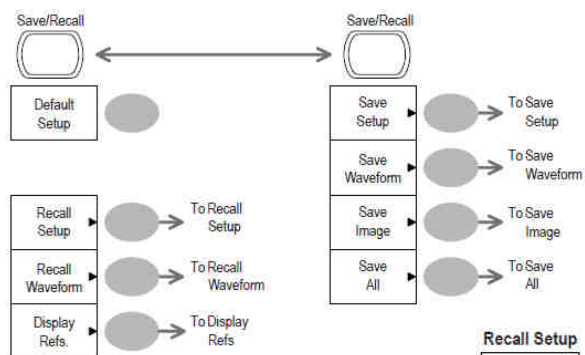 Save/Recall
Default
Setup
Recall
Setup
To Recall
Setup
Recall
Waveform
To Recall
Waveform
Display
Refs.
To Display
Refs
Save/Recall
Save
Setup
To Save
Setup
Save
Waveform
To Save
Waveform
Save
Image
To Save
Image
Save
All
To Save
All
Recall Setup